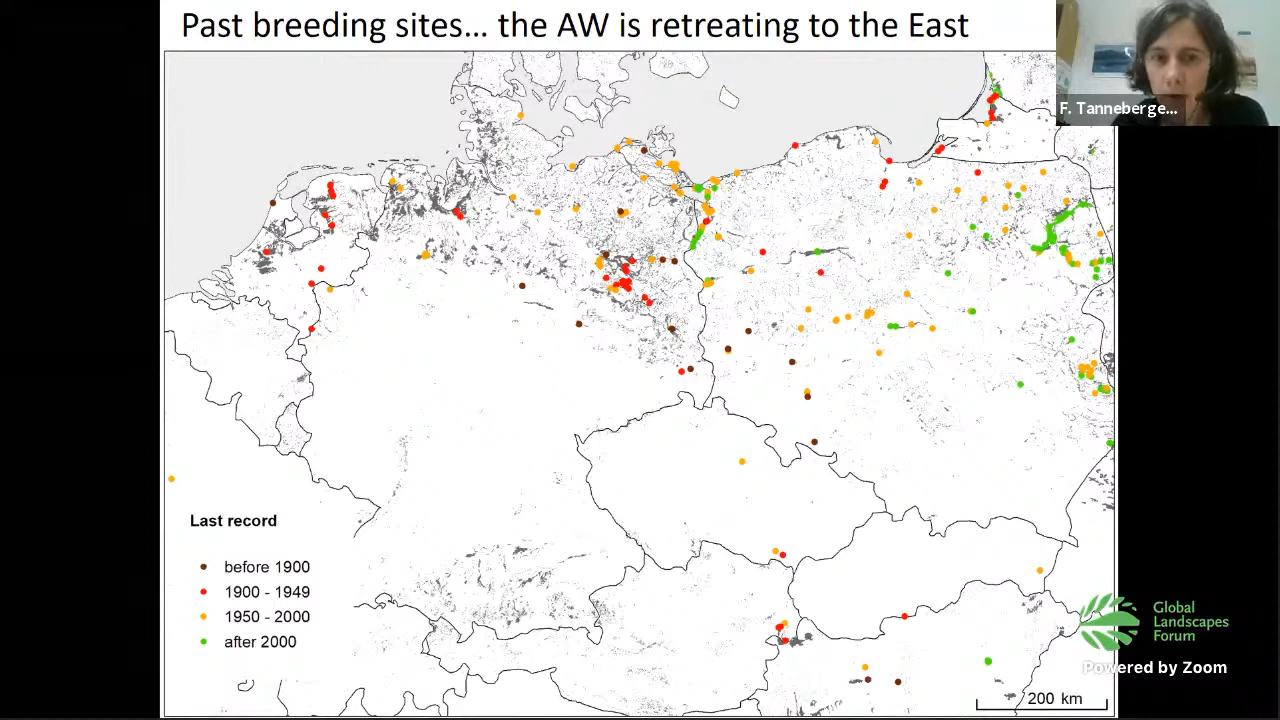 Past breeding sites... the AW is retreating to the East
F. Tanneberge...
Last record
before 1900
1900 - 1949
1950 - 2000
after 2000
Global
Landscapes
Forum
Powered by Zoom
200 km